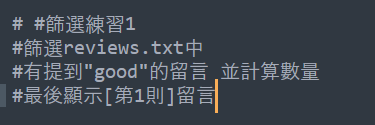 # #篩選練習1
#篩選reviews.txt中
#有提到"good"的留言 並計算數量
#最後顯示[第1則]留言